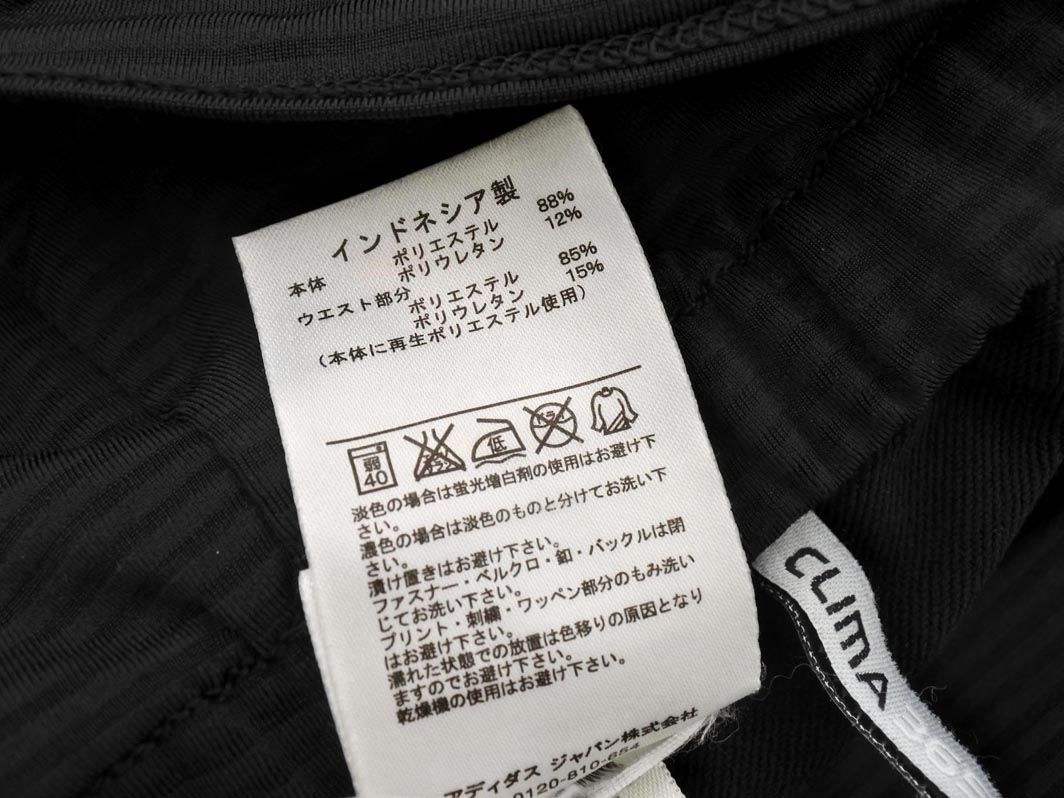 インドネシア製
本体 ポリエステル 88%
ポリウレタン 12%
ウエスト部分
ポリエステル 85%
ポリウレタン 15%
(本体に再生ポリエステル使用)
弱
40
低
淡色の場合は蛍光増白剤の使用はお避け下
さい。
濃色の場合は淡色のものと分けてお洗い下
さい。
漬け置きはお避け下さい。
ファスナー・ベルクロ・釦・バックルは閉
じてお洗い下さい。
プリント・刺繍・ワッペン部分のもみ洗い
はお避け下さい。
濡れた状態での放置は色移りの原因となり
ますのでお避け下さい。
乾燥機の使用はお避け下さい。
アディダス ジャパン株式会社
0120-810-654
CLIMA